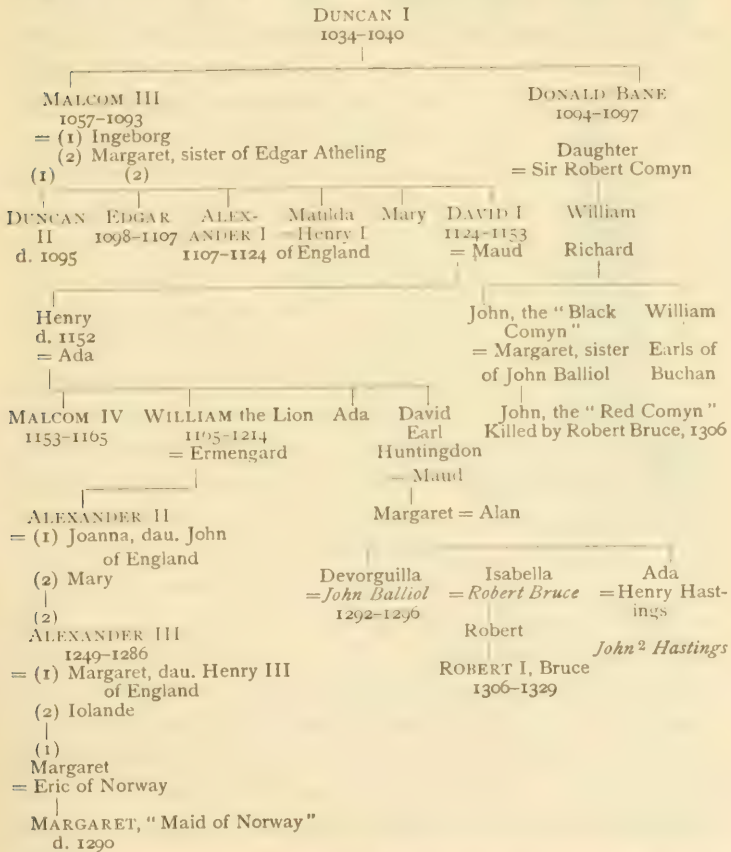 DUNCAN I
1034–1040
MALCOM III
1057–1093
= (1) Ingeborg
(2) Margaret, sister of Edgar Atheling
(1) (2)
DONALD BANE
1094–1097
Daughter
= Sir Robert Comyn
DUNCAN
II
d. 1095
EDGAR
1098–1107
ALEX-
ANDER I
1107–1124
Matilda
= Henry I
of England
Mary
DAVID I
1124–1153
= Maud
William
Richard
Henry
d. 1152
= Ada
John, the "Black
Comyn"
= Margaret, sister
of John Balliol
William
Earls of
Buchan
MALCOM IV
1153–1165
WILLIAM the Lion
1165–1214
= Ermengard
Ada
David
Earl
Huntingdon
= Maud
John, the "Red Comyn"
Killed by Robert Bruce, 1306
Margaret = Alan
ALEXANDER II
= (1) Joanna, dau. John
of England
(2) Mary
(2)
Devorguilla
=John Balliol
1292–1296
Isabella
=Robert Bruce
Robert
ROBERT I, Bruce
1306–1329
Ada
=Henry Hast-
ings
John² Hastings
ALEXANDER III
1249–1286
= (1) Margaret, dau. Henry III
of England
(2) Iolande
(1)
Margaret
= Eric of Norway
MARGARET, "Maid of Norway"
d. 1290